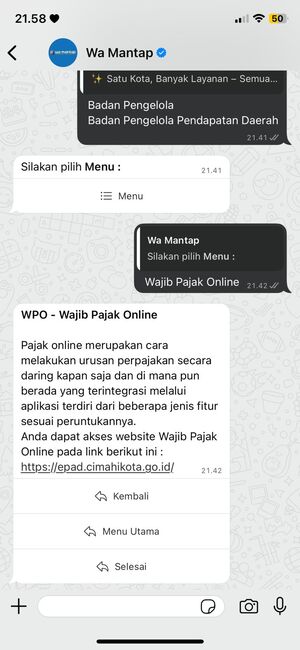 21.58
50
Wa Mantap
WA MANTAP
✨ Satu Kota, Banyak Layanan – Semua...
Badan Pengelola
Badan Pengelola Pendapatan Daerah
21.41
Silakan pilih Menu :
21.41
Menu
Wa Mantap
Silakan pilih Menu :
Wajib Pajak Online
21.42
WPO - Wajib Pajak Online
Pajak online merupakan cara
melakukan urusan perpajakan secara
daring kapan saja dan di mana pun
berada yang terintegrasi melalui
aplikasi terdiri dari beberapa jenis fitur
sesuai peruntukannya.
Anda dapat akses website Wajib Pajak
Online pada link berikut ini :
https://epad.cimahikota.go.id/
21.42
Kembali
Menu Utama
Selesai